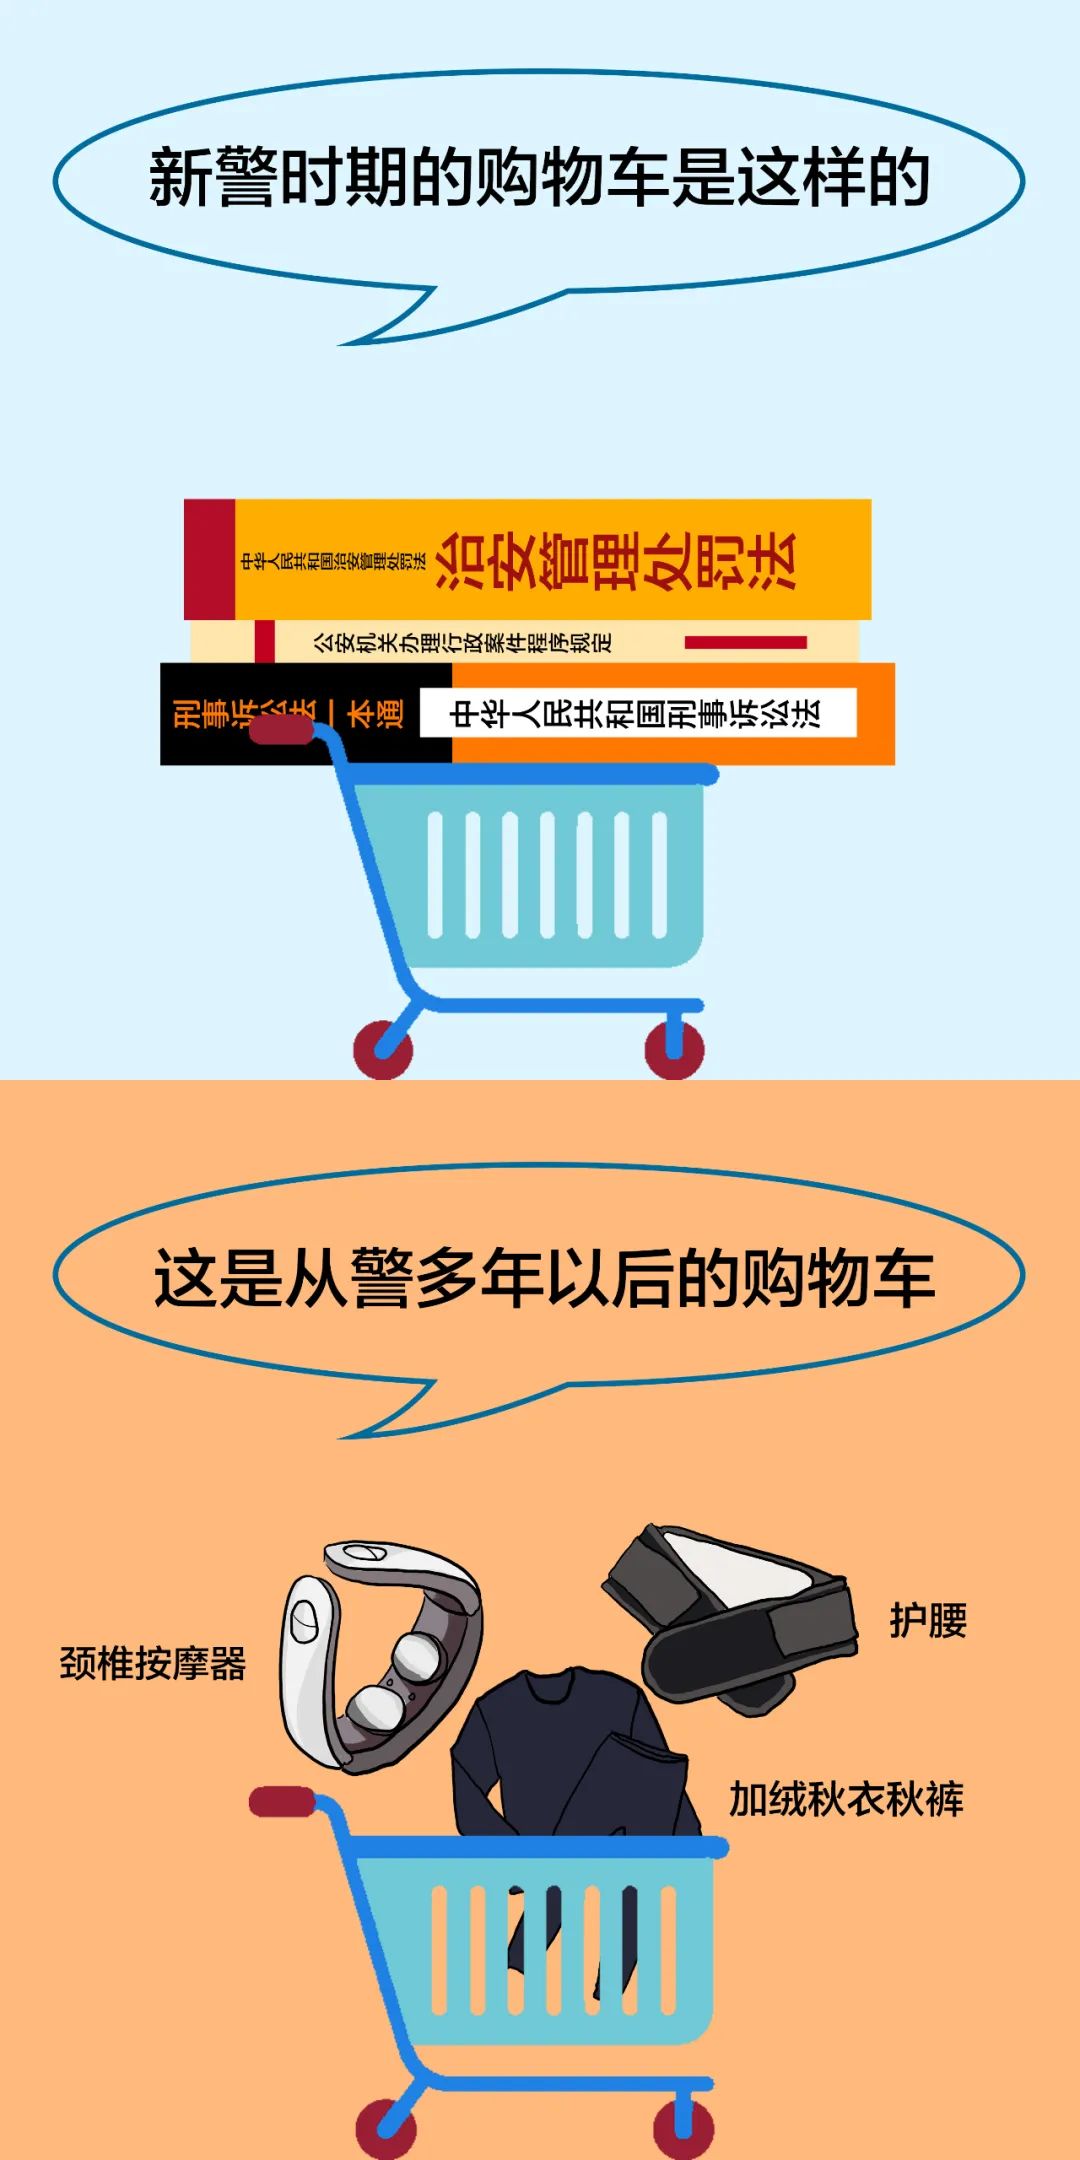 新警时期的购物车是这样的
中华人民共和国治安管理处罚法 治安管理处罚法
公安机关办理行政案件程序规定
刑事诉讼法一本通 中华人民共和国刑事诉讼法
这是从警多年以后的购物车
护腰
颈椎按摩器
加绒秋衣秋裤